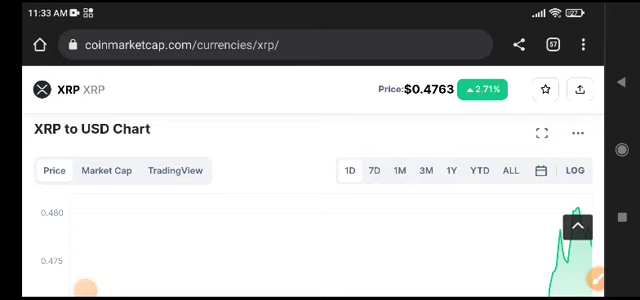 11:33 AM
27
coinmarketcap.com/currencies/xrp/
57
XRP XRP
Price:$0.4763 2.71%
XRP to USD Chart
Price Market Cap TradingView
1D 7D 1M 3M 1Y YTD ALL LOG
0.480
0.475